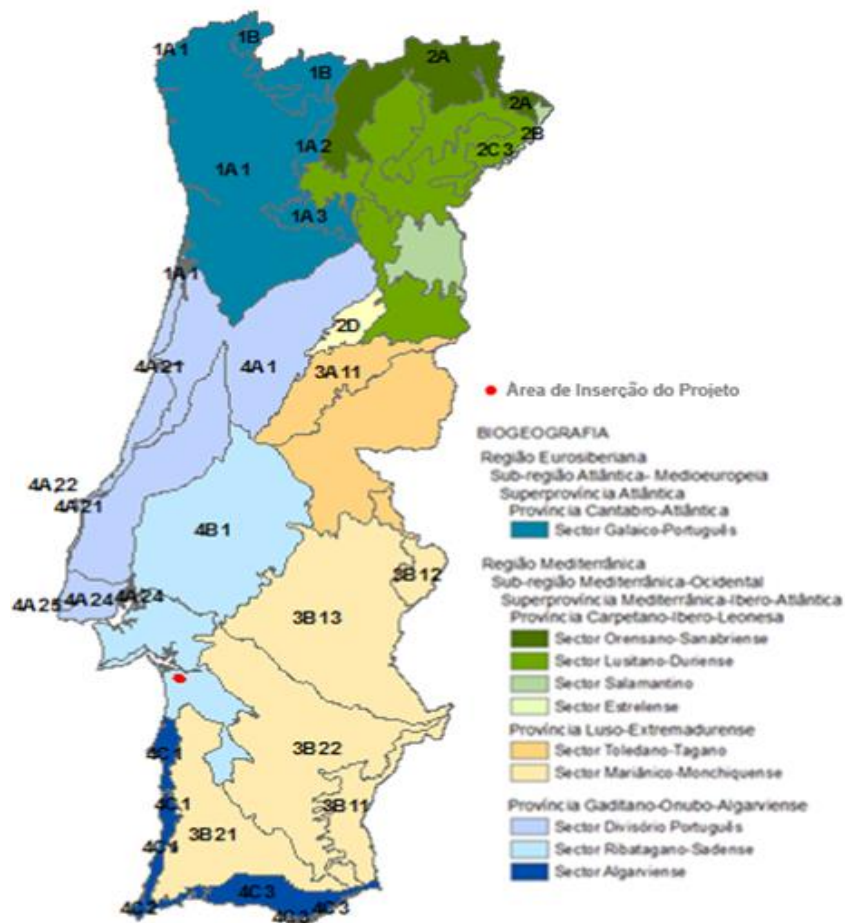 1A1
1B
1B
2A
2A
2B
2C3
1A2
1A1
1A3
1A1
2D
4A21
4A1
3A11
4A22
4A21
4B1
3B12
4A25
4A24
4A24
3B13
3B22
4C1
4C1
3B11
4C1
3B21
4C2
4C3
4C3
4C3
Área de Inserção do Projeto
BIOGEOGRAFIA
Região Eurosiberiana
Sub-região Atlântica- Medioeuropeia
Superprovíncia Atlântica
Província Cantabro-Atlântica
Sector Galaico-Português
Região Mediterrânica
Sub-região Mediterrânica-Ocidental
Superprovíncia Mediterrânica-Ibero-Atlântica
Província Carpetano-Ibero-Leonesa
Sector Orensano-Sanabriense
Sector Lusitano-Duriense
Sector Salamantino
Sector Estrelense
Província Luso-Extremadurense
Sector Toledano-Tagano
Sector Mariânico-Monchiquense
Província Gaditano-Onubo-Algarviense
Sector Divisório Português
Sector Ribatagano-Sadense
Sector Algarviense